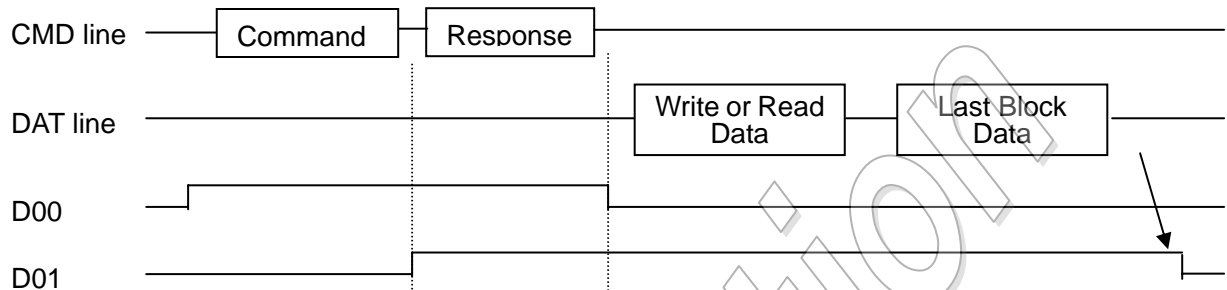 CMD line
Command
Response
DAT line
Write or Read
Data
Last Block
Data
D00
D01